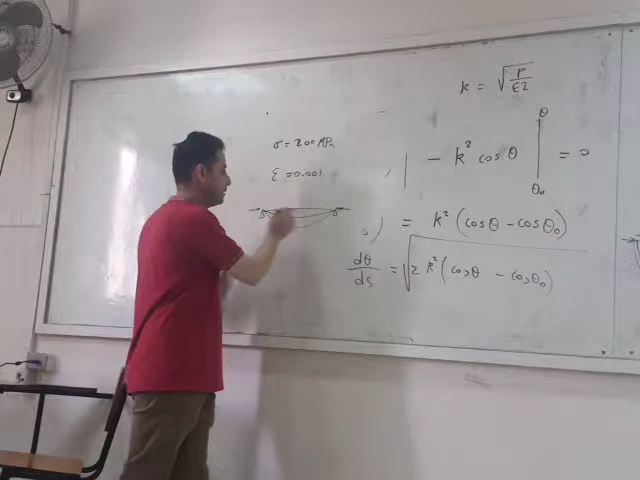 k = √(P/EI)
σ = 200 MPa
ε = 0.001
| − k² cos θ |θ θ₀ = 0
) = k² (cos θ − cos θ₀)
dθ/ds = √(2 k² (cos θ − cos θ₀))